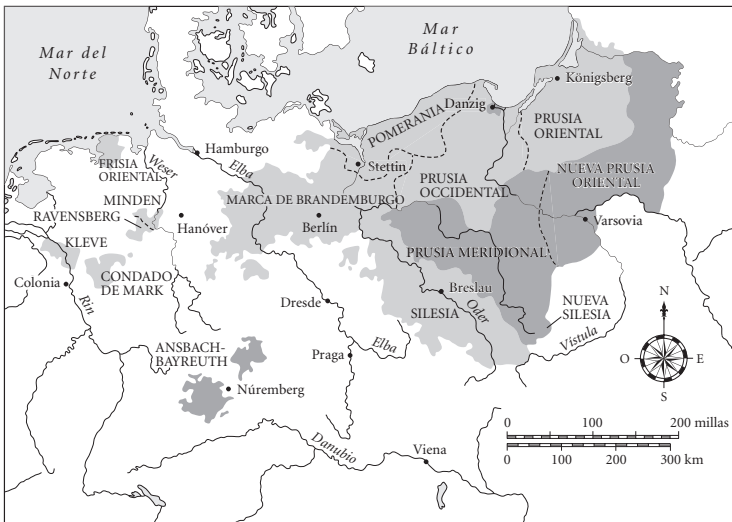 Mar del
Norte
Mar
Báltico
Königsberg
Danzig
POMERANIA
PRUSIA
ORIENTAL
Hamburgo
Elba
Weser
FRISIA
ORIENTAL
Stettin
PRUSIA
OCCIDENTAL
NUEVA PRUSIA
ORIENTAL
MINDEN
RAVENSBERG
MARCA DE BRANDEMBURGO
Hanóver
Berlín
Varsovia
KLEVE
PRUSIA MERIDIONAL
Colonia
CONDADO
DE MARK
Rin
Dresde
Breslau
Oder
SILESIA
NUEVA
SILESIA
Vístula
N
O
E
S
ANSBACH-
BAYREUTH
Praga
Elba
Núremberg
Danubio
Viena
0 100 200 millas
0 100 200 300 km